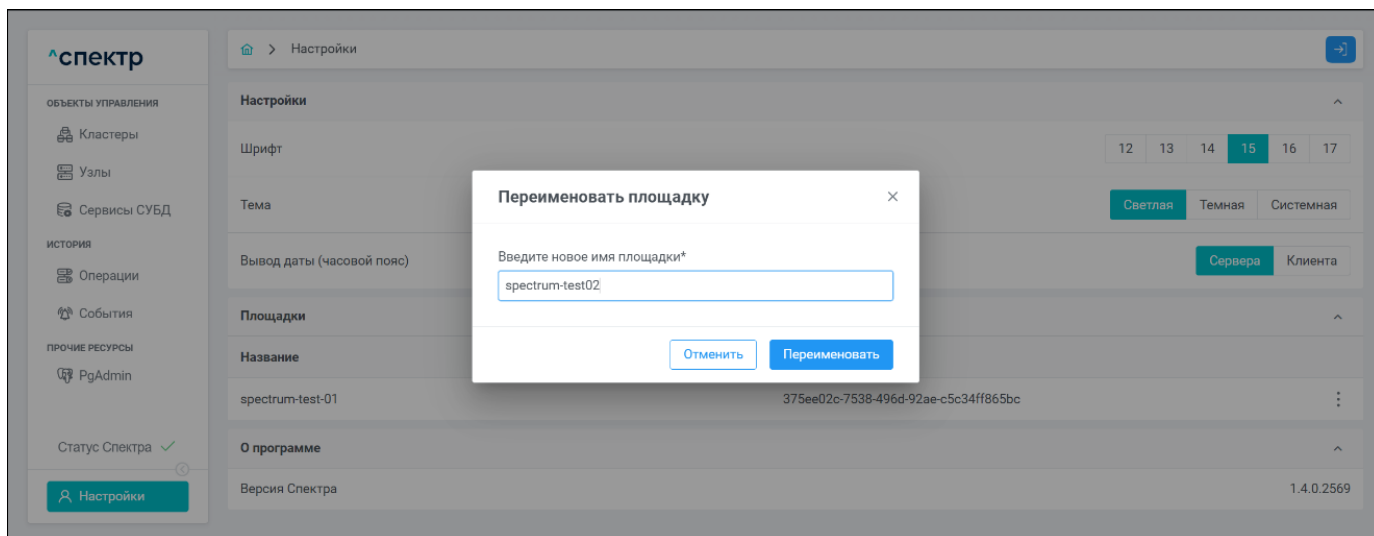 ^спектр
ОБЪЕКТЫ УПРАВЛЕНИЯ
Кластеры
Узлы
Сервисы СУБД
ИСТОРИЯ
Операции
События
ПРОЧИЕ РЕСУРСЫ
PgAdmin
Статус Спектра
Настройки
> Настройки
Настройки
Шрифт
12 13 14 15 16 17
Тема
Светлая Темная Системная
Вывод даты (часовой пояс)
Сервера Клиента
Площадки
Название
spectrum-test-01 375ee02c-7538-496d-92ae-c5c34ff865bc
О программе
Версия Спектра 1.4.0.2569
Переименовать площадку
Введите новое имя площадки*
spectrum-test02
Отменить Переименовать